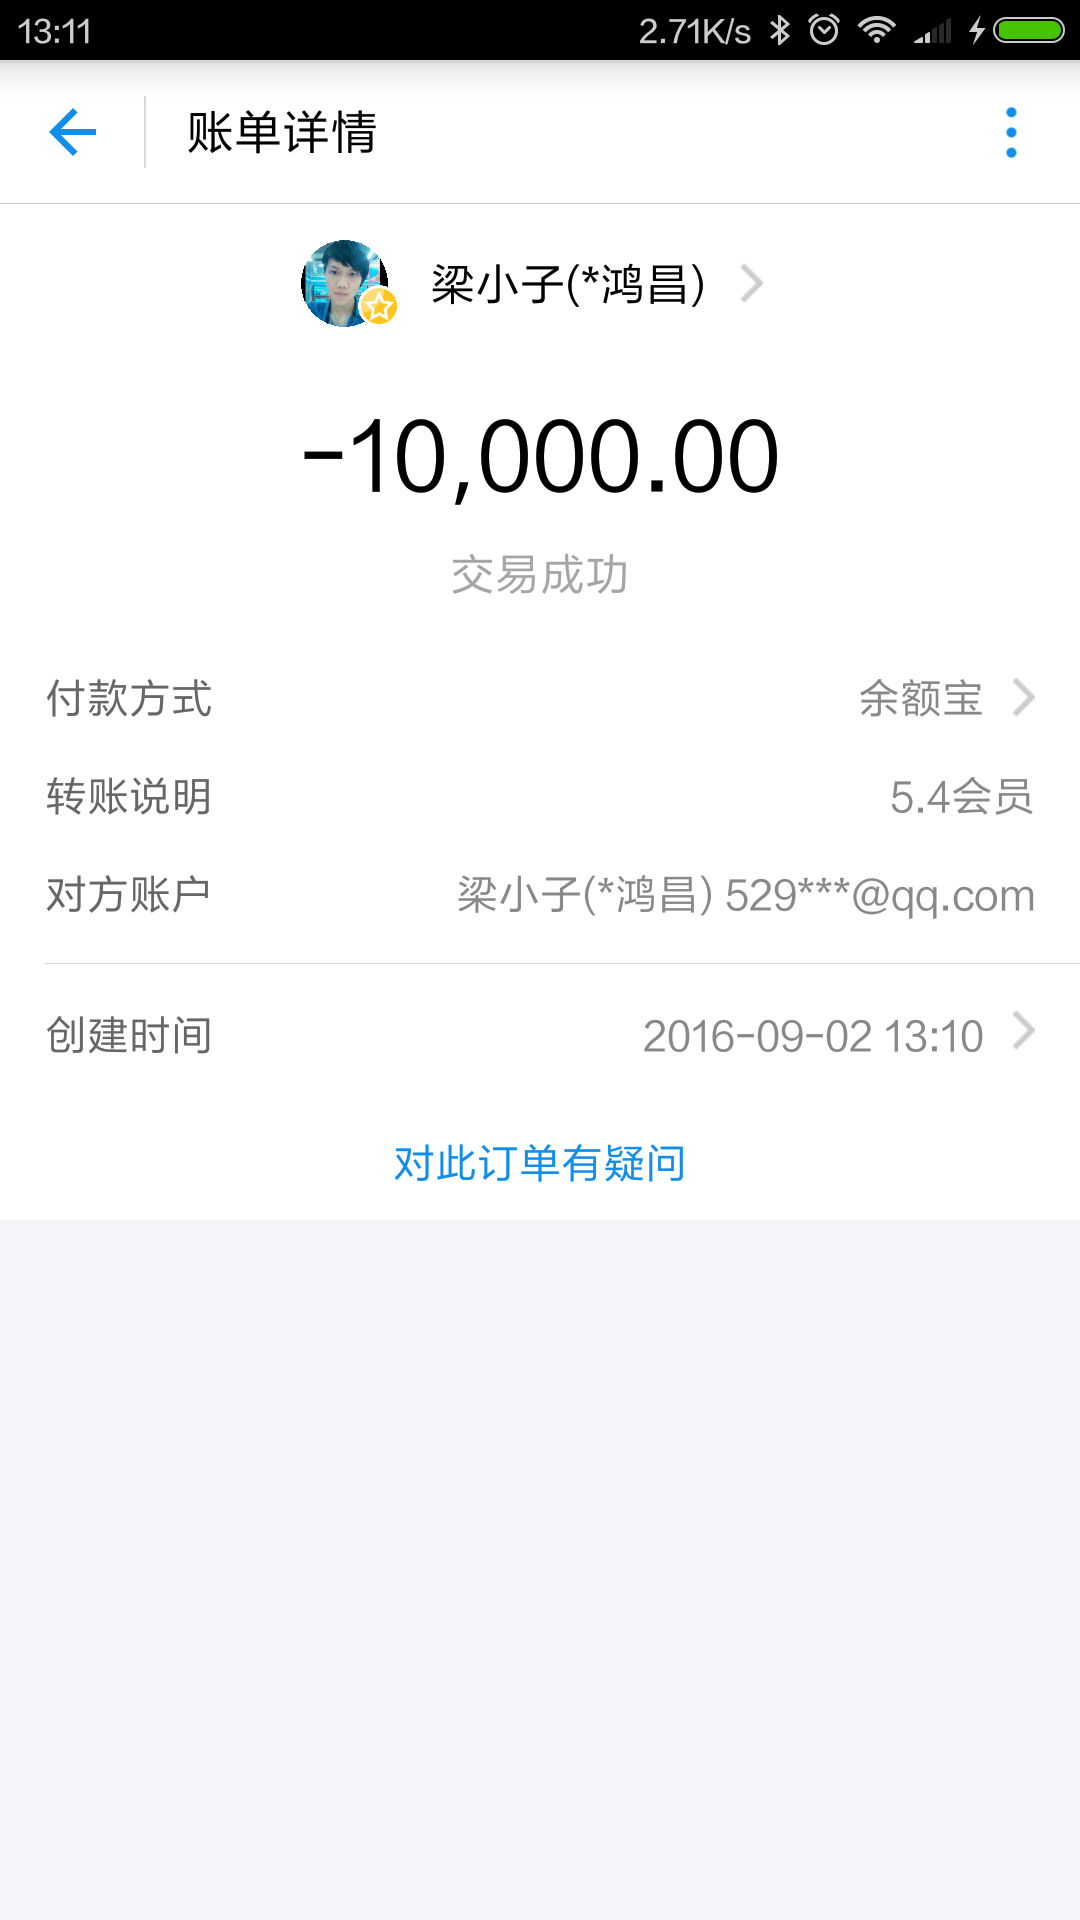 13:11 2.71K/s
账单详情
梁小子(*鸿昌)
-10,000.00
交易成功
付款方式 余额宝
转账说明 5.4会员
对方账户 梁小子(*鸿昌) 529***@qq.com
创建时间 2016-09-02 13:10
对此订单有疑问